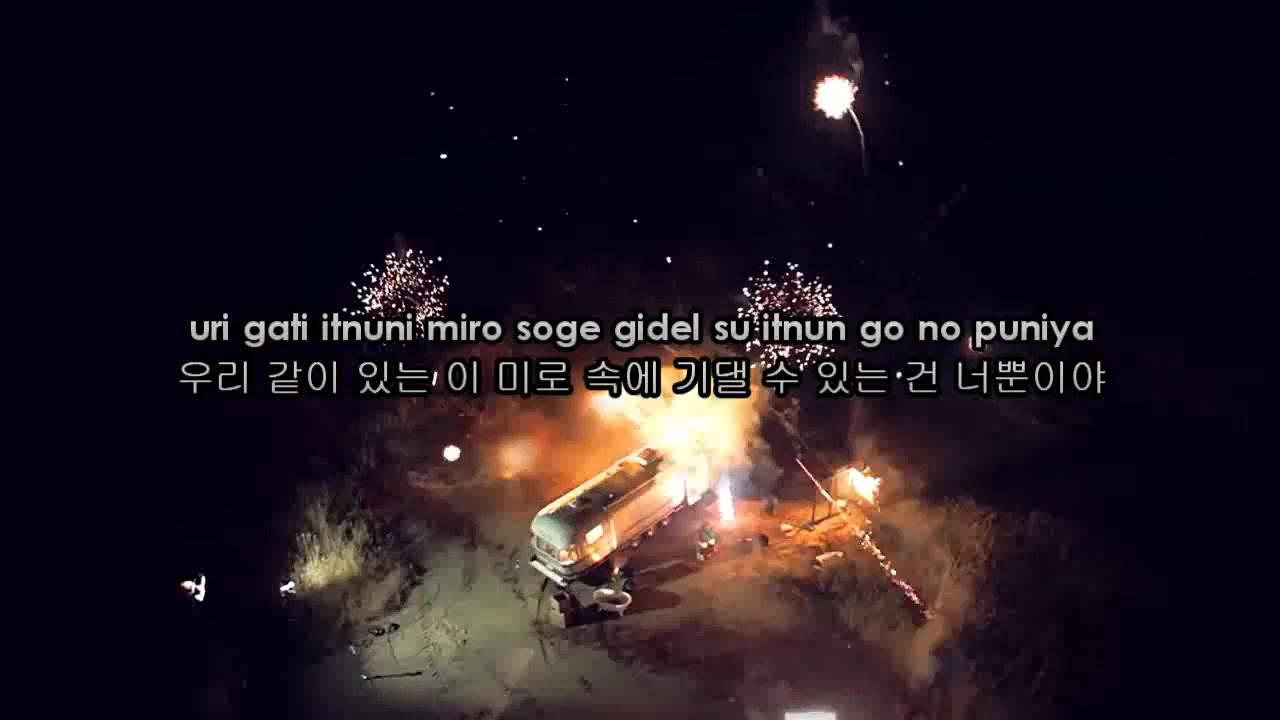 uri gati itnuni miro soge gidel su itnun go no puniya
우리 같이 있는 이 미로 속에 기댈 수 있는 건 너뿐이야